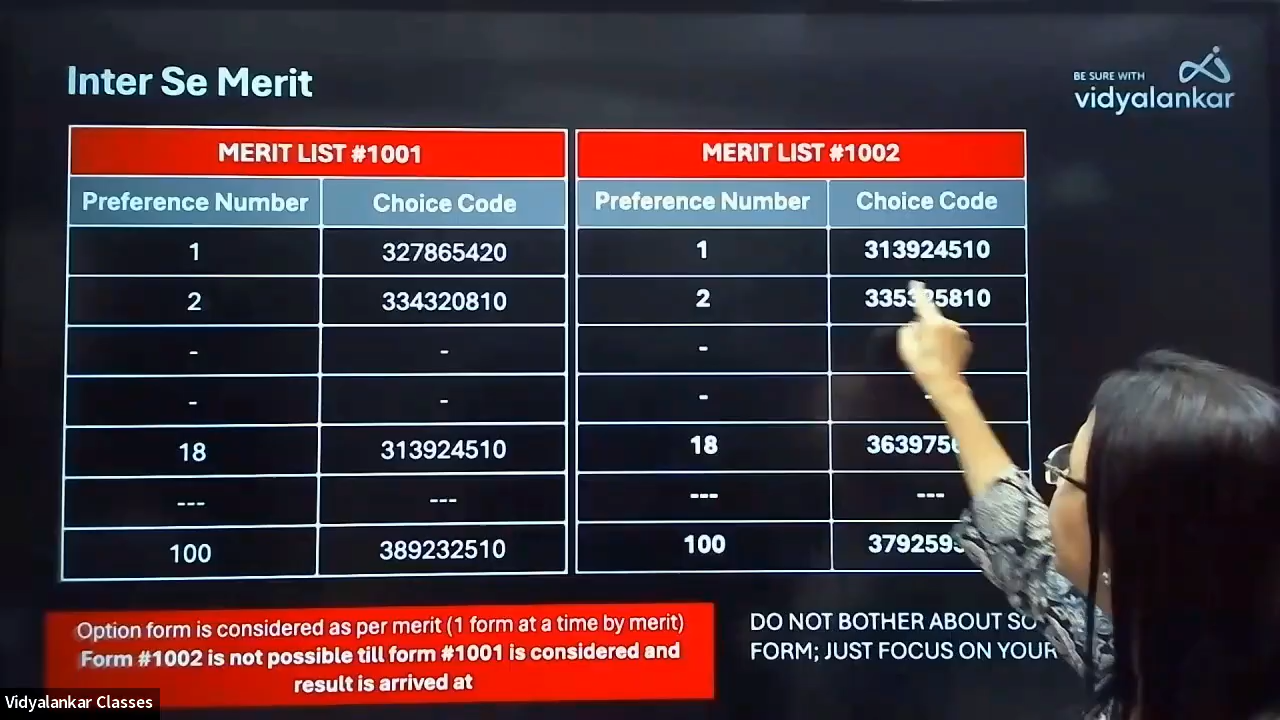 Inter Se Merit
BE SURE WITH
vidyalankar
MERIT LIST #1001
MERIT LIST #1002
Preference Number Choice Code
Preference Number Choice Code
1 327865420
1 313924510
2 334320810
2 335325810
- -
-
- -
- -
18 313924510
18
--- ---
--- ---
100 389232510
100
Option form is considered as per merit (1 form at a time by merit)
Form #1002 is not possible till form #1001 is considered and
result is arrived at
DO NOT BOTHER ABOUT
FORM; JUST FOCUS ON YOUR
Vidyalankar Classes